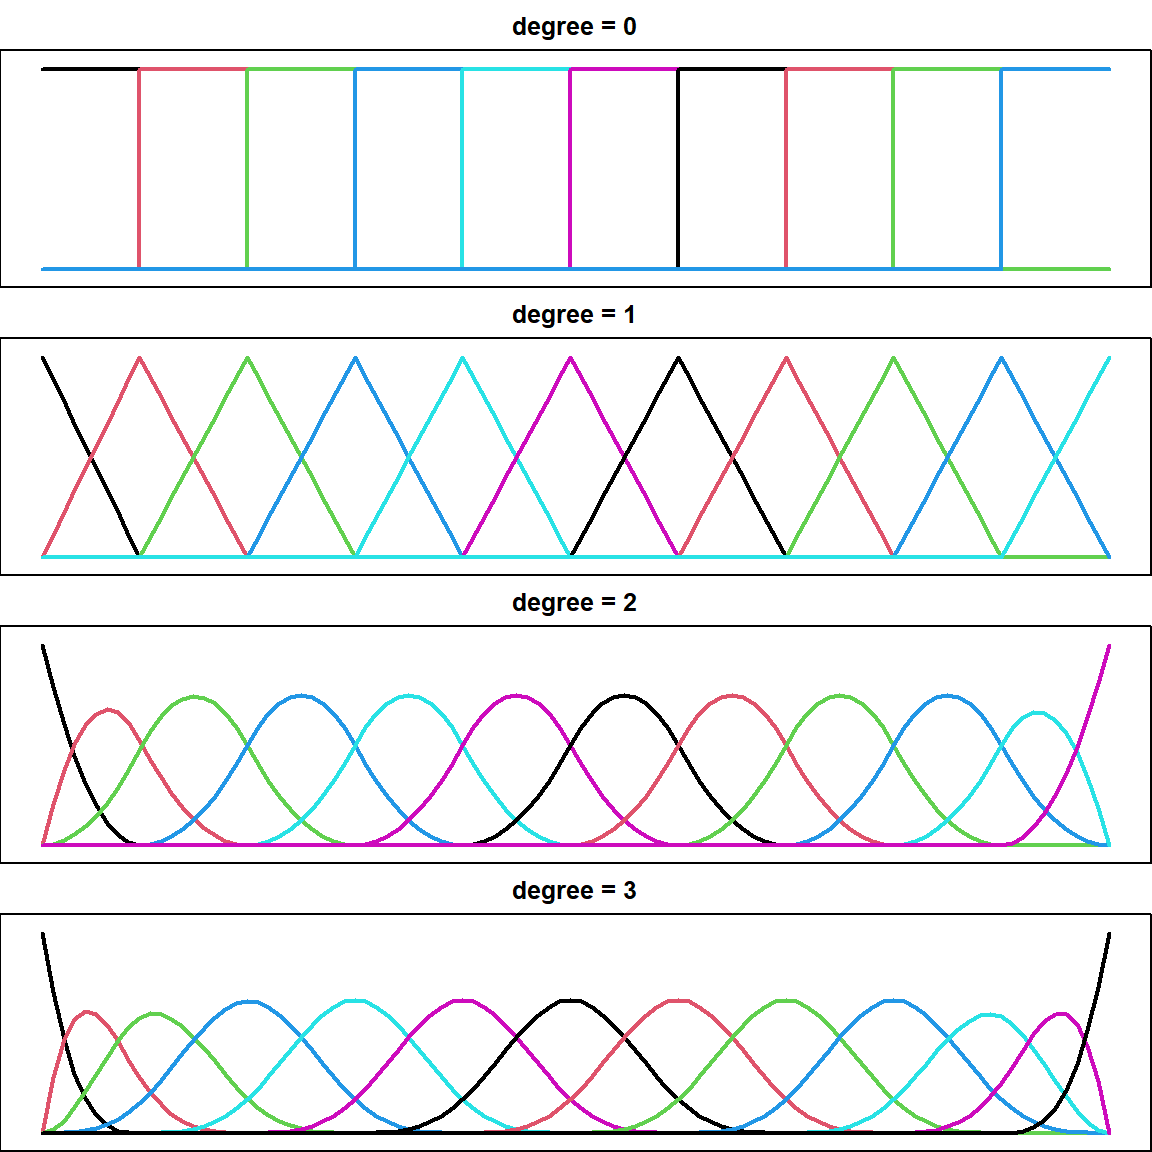 degree = 0
degree = 1
degree = 2
degree = 3